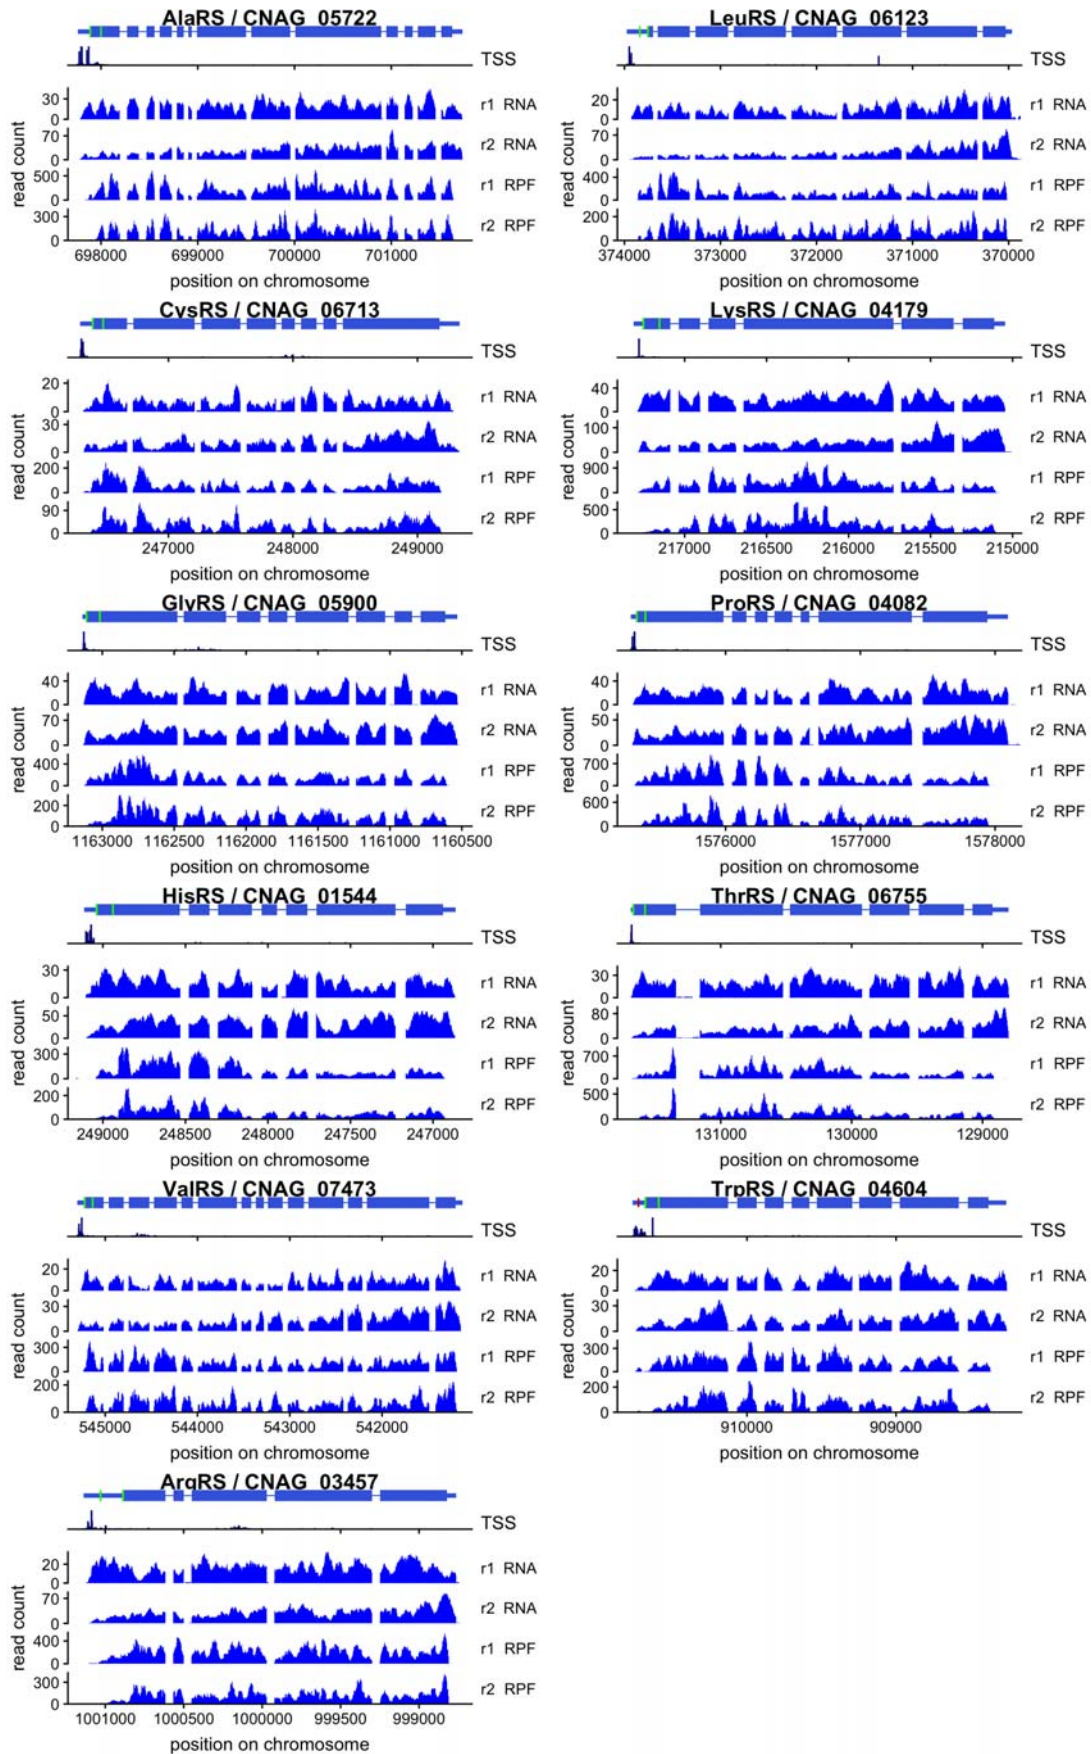 AlaRS / CNAG_05722
TSS
read count
30
0
r1 RNA
70
0
r2 RNA
500
0
r1 RPF
300
0
r2 RPF
698000 699000 700000 701000
position on chromosome
LeuRS / CNAG_06123
TSS
read count
20
0
r1 RNA
70
0
r2 RNA
400
0
r1 RPF
200
0
r2 RPF
374000 373000 372000 371000 370000
position on chromosome
CysRS / CNAG_06713
TSS
read count
20
0
r1 RNA
30
0
r2 RNA
200
0
r1 RPF
90
0
r2 RPF
247000 248000 249000
position on chromosome
LysRS / CNAG_04179
TSS
read count
40
0
r1 RNA
100
0
r2 RNA
900
0
r1 RPF
500
0
r2 RPF
217000 216500 216000 215500 215000
position on chromosome
GlyRS / CNAG_05900
TSS
read count
40
0
r1 RNA
70
0
r2 RNA
400
0
r1 RPF
200
0
r2 RPF
1163000 1162500 1162000 1161500 1161000 1160500
position on chromosome
ProRS / CNAG_04082
TSS
read count
40
0
r1 RNA
50
0
r2 RNA
700
0
r1 RPF
600
0
r2 RPF
1576000 1577000 1578000
position on chromosome
HisRS / CNAG_01544
TSS
read count
30
0
r1 RNA
50
0
r2 RNA
300
0
r1 RPF
200
0
r2 RPF
249000 248500 248000 247500 247000
position on chromosome
ThrRS / CNAG_06755
TSS
read count
30
0
r1 RNA
80
0
r2 RNA
700
0
r1 RPF
500
0
r2 RPF
131000 130000 129000
position on chromosome
ValRS / CNAG_07473
TSS
read count
20
0
r1 RNA
30
0
r2 RNA
300
0
r1 RPF
200
0
r2 RPF
545000 544000 543000 542000
position on chromosome
TrpRS / CNAG_04604
TSS
read count
20
0
r1 RNA
30
0
r2 RNA
300
0
r1 RPF
200
0
r2 RPF
910000 909000
position on chromosome
ArgRS / CNAG_03457
TSS
read count
20
0
r1 RNA
70
0
r2 RNA
400
0
r1 RPF
300
0
r2 RPF
1001000 1000500 1000000 999500 999000
position on chromosome